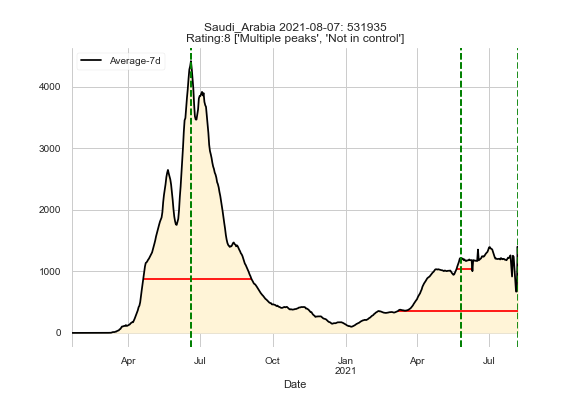 Saudi_Arabia 2021-08-07: 531935
Rating:8 ['Multiple peaks', 'Not in control']
Average-7d
4000
3000
2000
1000
0
Apr Jul Oct Jan Apr Jul
2021
Date